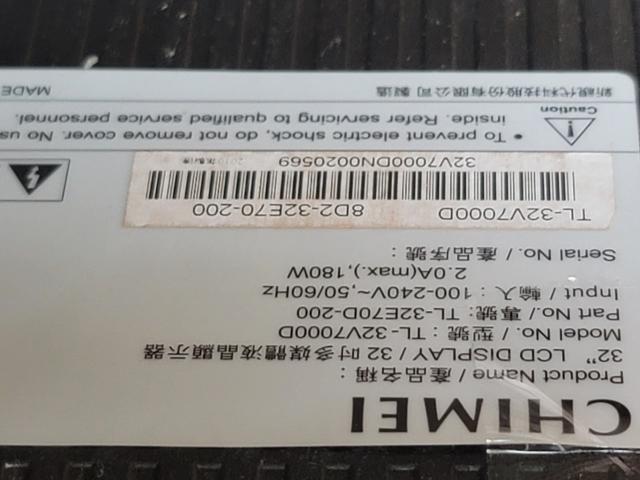 CHIMEI
Product Name / 產品名稱：
32” LCD DISPLAY / 32 吋多媒體液晶顯示器
Model No. / 型號：TL-32V7000D
Part No./ 專號：TL-32E70D-200
Input / 輸入：100-240V~,50/60Hz
2.0A(max.),180W
Serial No. / 產品序號：
TL-32V7000D 8D2-32E70-200
32V7000DN0020569
Caution
• To prevent electric shock, do not remove cover. No us
inside. Refer servicing to qualified service personnel.
新視代科技股份有限公司 製造 MADE